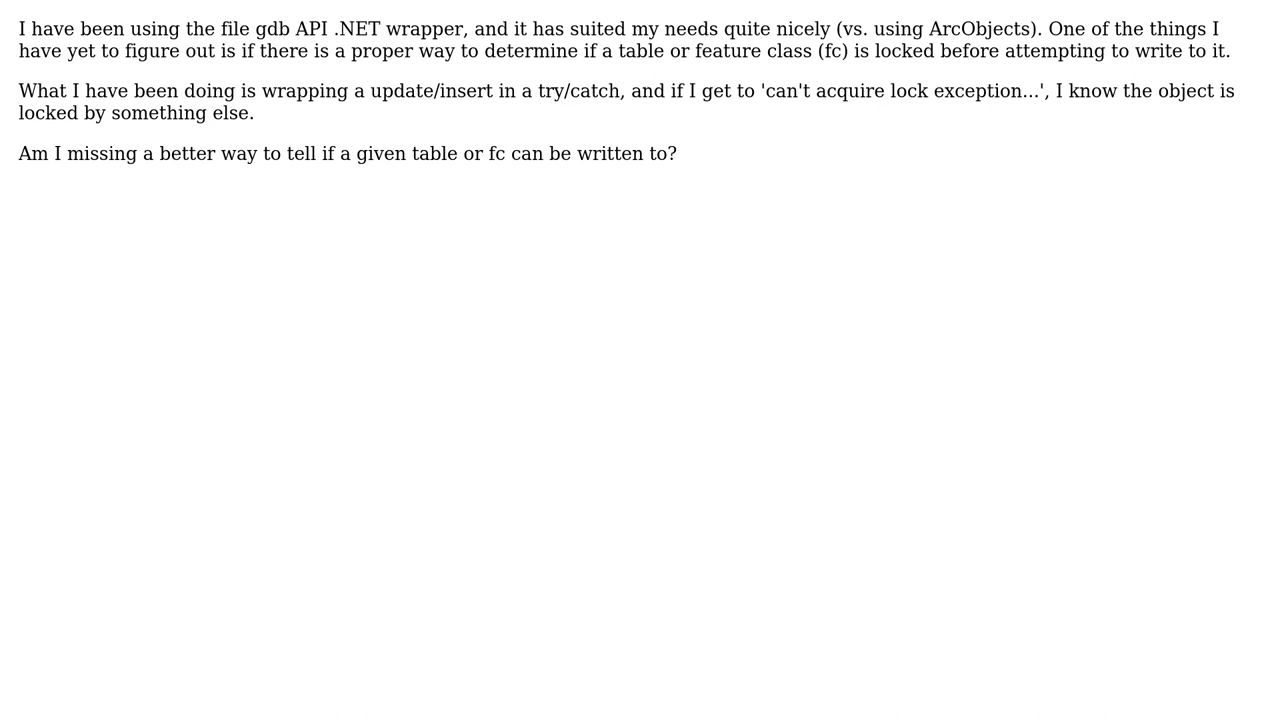 I have been using the file gdb API .NET wrapper, and it has suited my needs quite nicely (vs. using ArcObjects). One of the things I
have yet to figure out is if there is a proper way to determine if a table or feature class (fc) is locked before attempting to write to it.
What I have been doing is wrapping a update/insert in a try/catch, and if I get to 'can't acquire lock exception...', I know the object is
locked by something else.
Am I missing a better way to tell if a given table or fc can be written to?